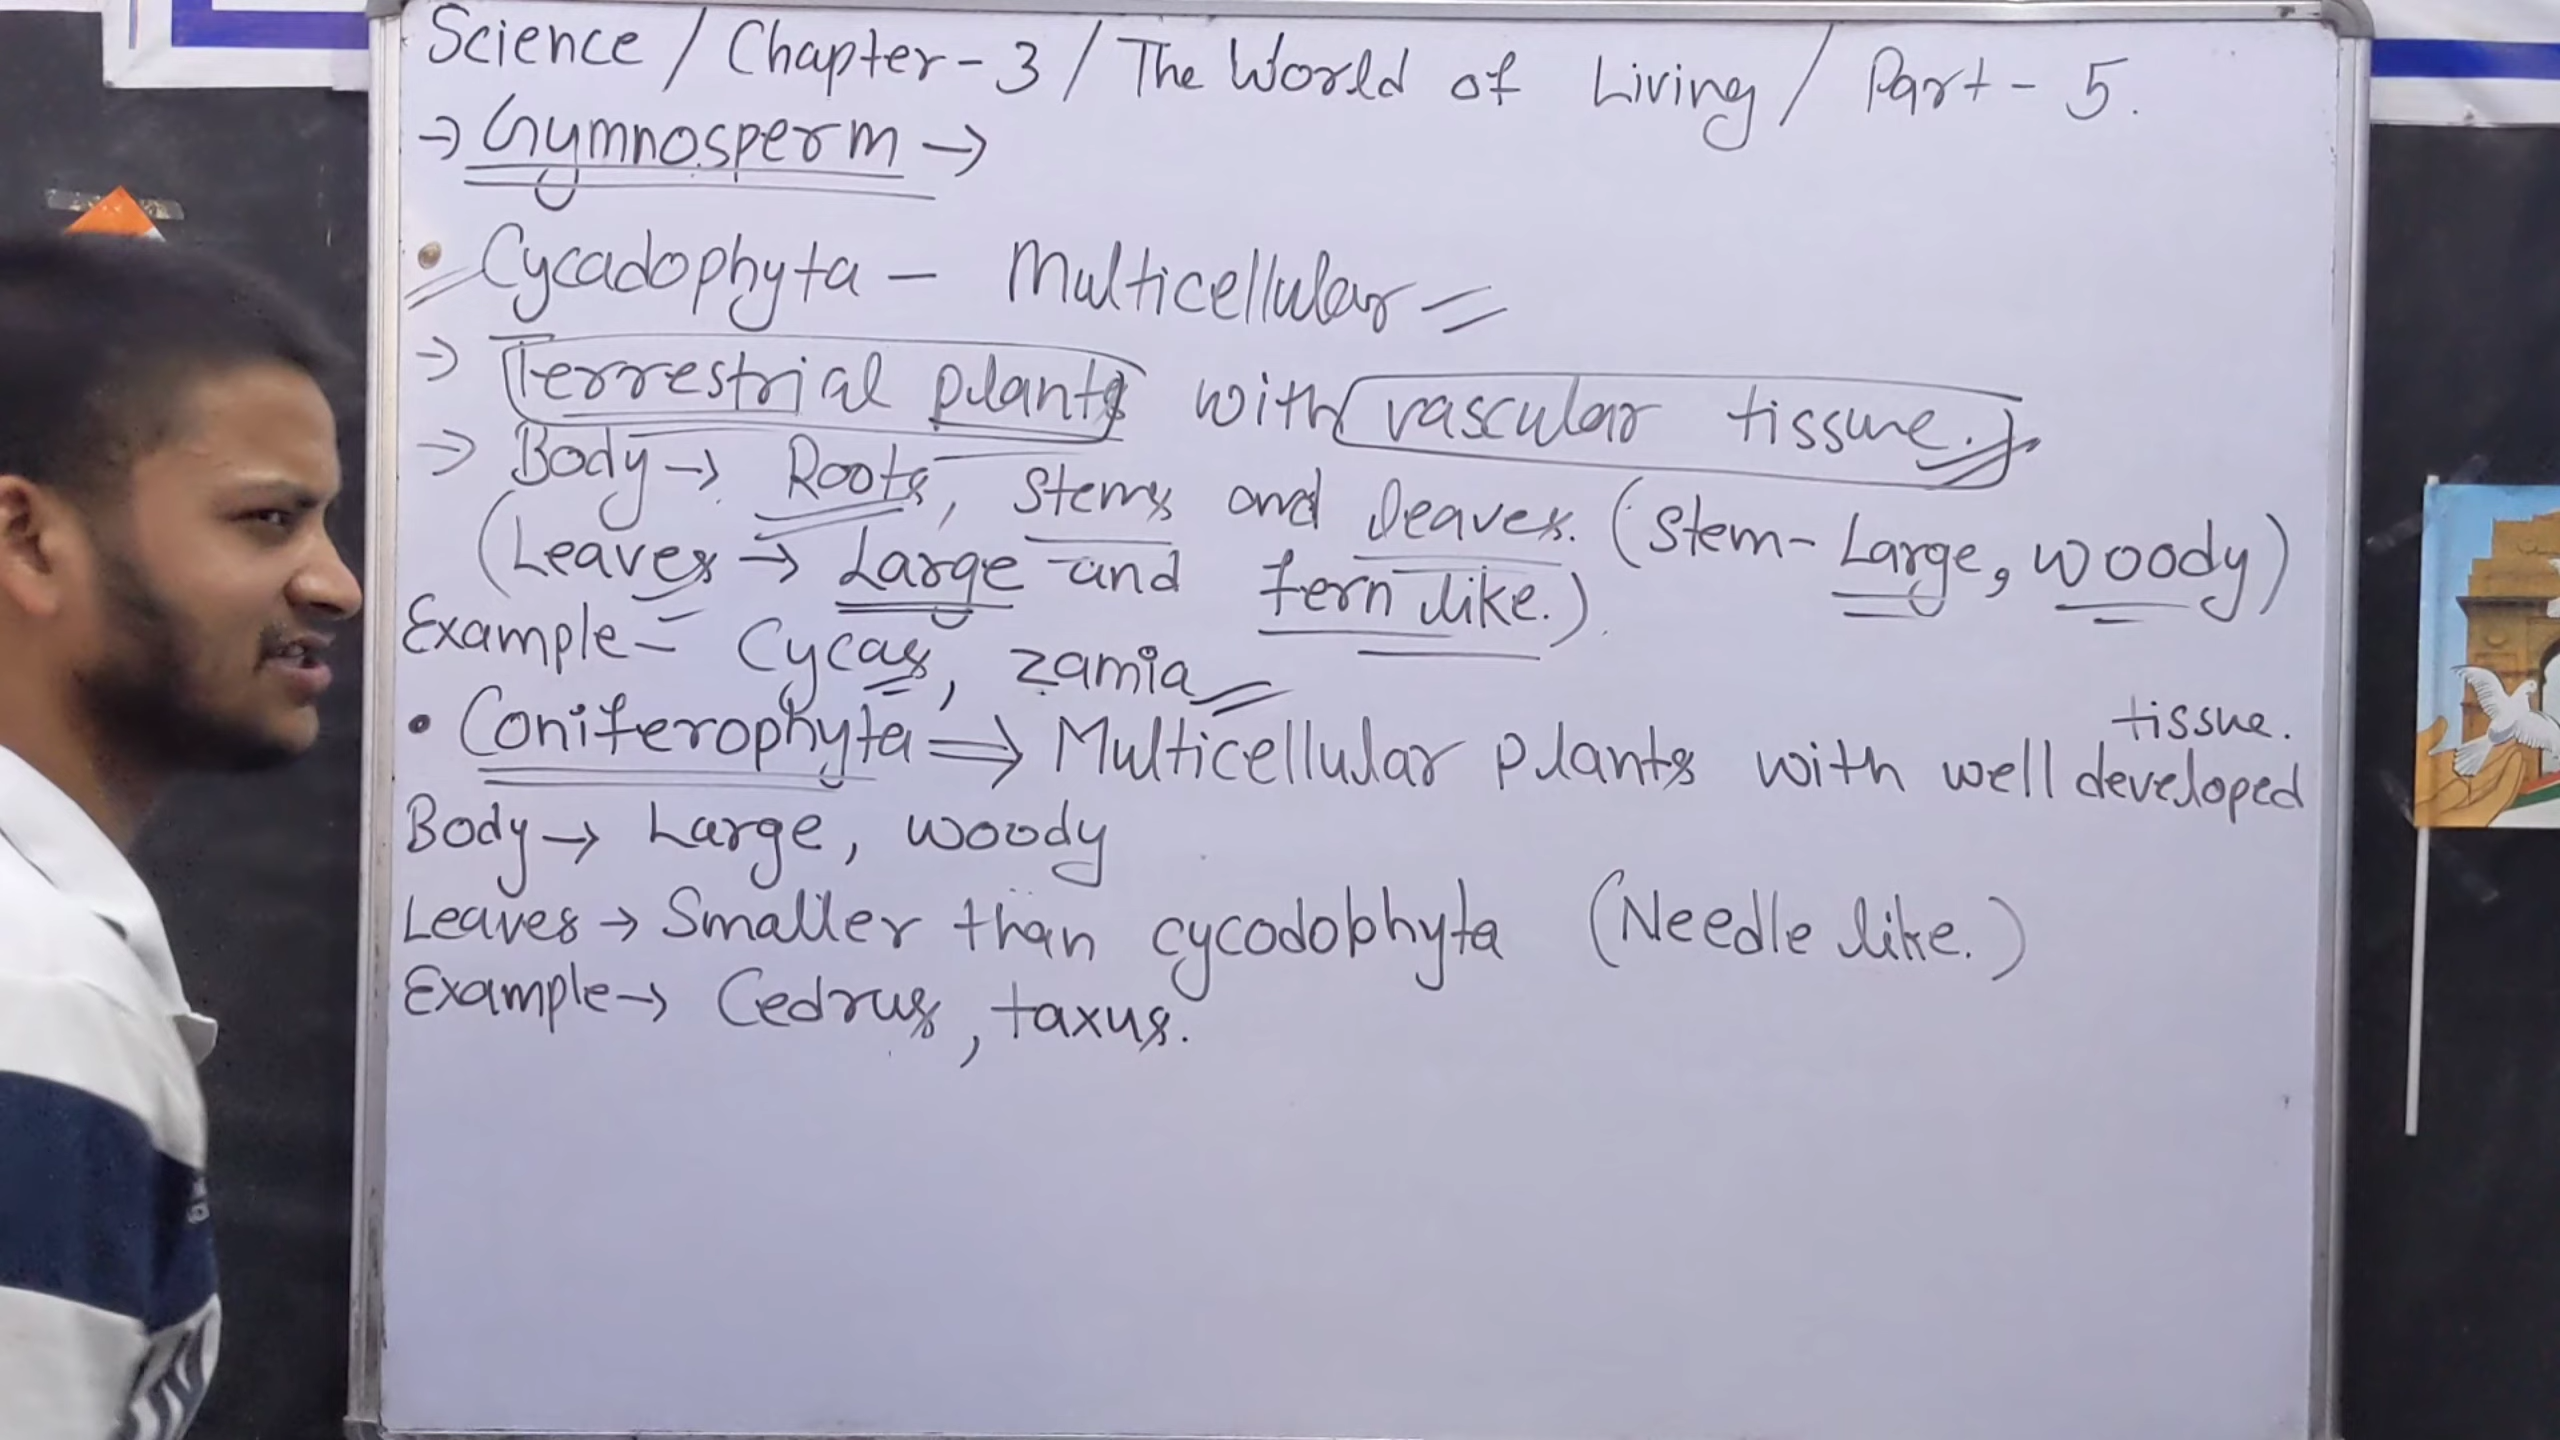 Science / Chapter - 3 / The World of Living / Part - 5.
→ Gymnosperm →
• Cycadophyta - Multicellular
→ Terrestrial plants with vascular tissue.
→ Body → Roots, stems and leaves. (Stem - Large, woody)
(Leaves → Large and fern like.)
Example - Cycas, zamia
• Coniferophyta ⇒ Multicellular plants with well developed tissue.
Body → Large, woody
Leaves → Smaller than cycodophyta (Needle like.)
Example → Cedrus, taxus.